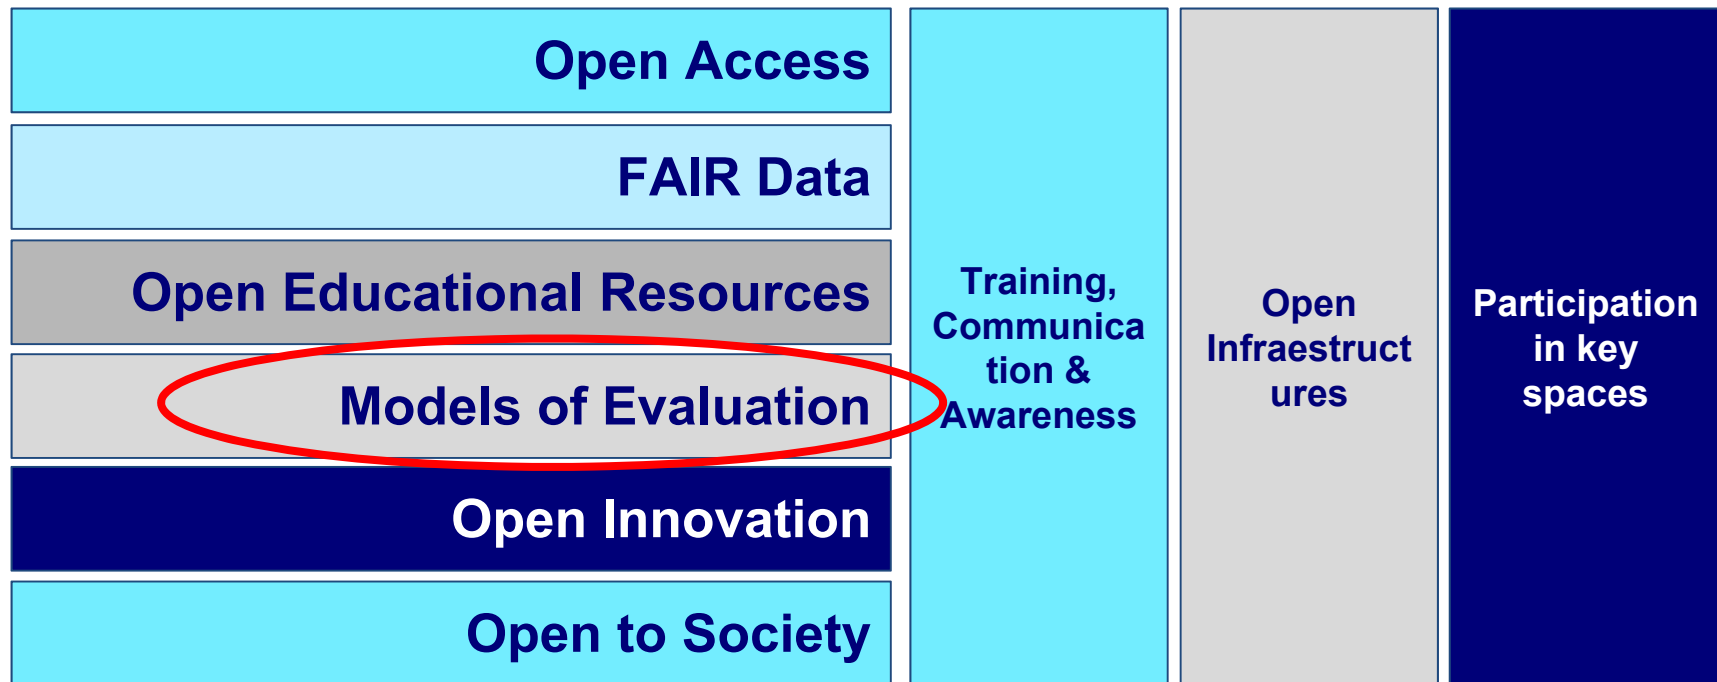 Open Access
FAIR Data
Open Educational Resources
Models of Evaluation
Open Innovation
Open to Society
Training,
Communica
tion &
Awareness
Open
Infraestruct
ures
Participation
in key
spaces